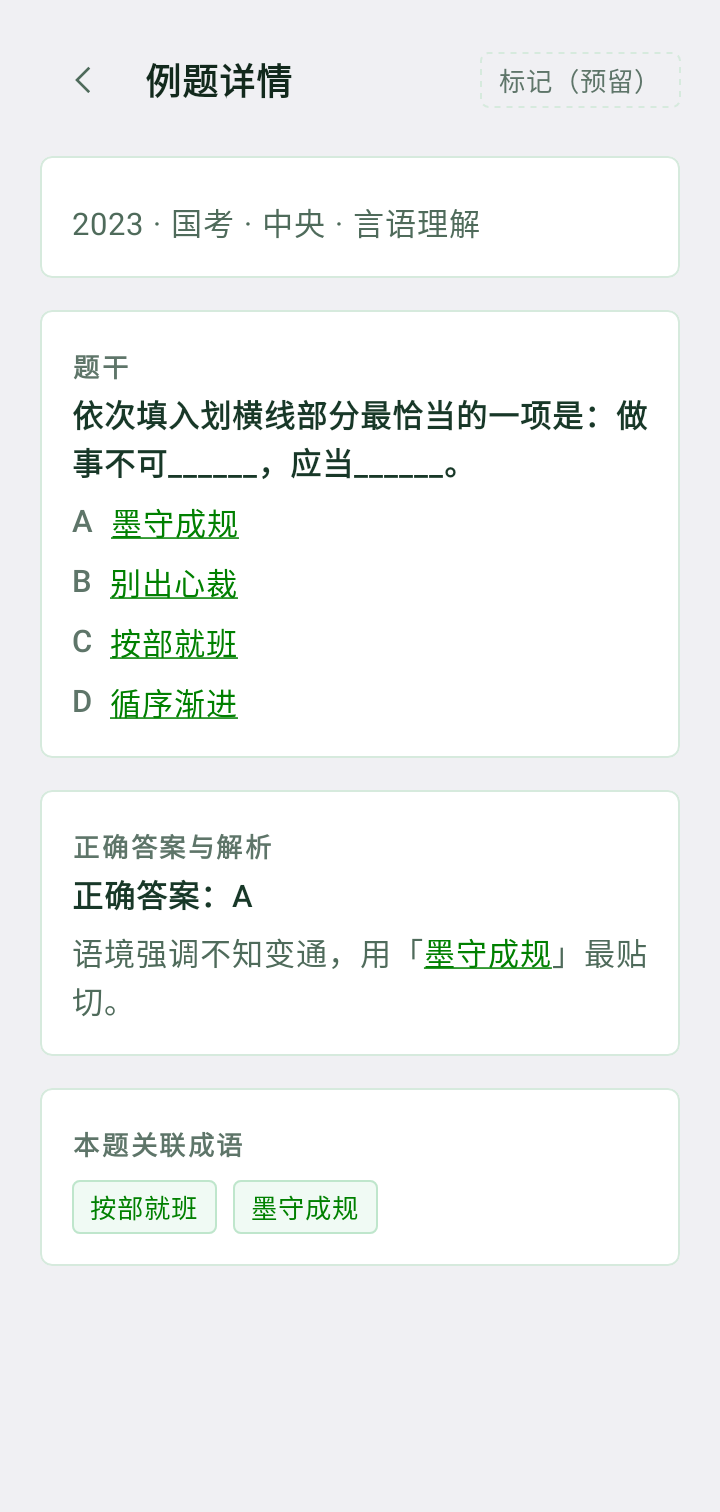 例题详情
标记（预留）
2023 · 国考 · 中央 · 言语理解
题干
依次填入划横线部分最恰当的一项是：做
事不可______，应当______。
A 墨守成规
B 别出心裁
C 按部就班
D 循序渐进
正确答案与解析
正确答案：A
语境强调不知变通，用「墨守成规」最贴
切。
本题关联成语
按部就班 墨守成规